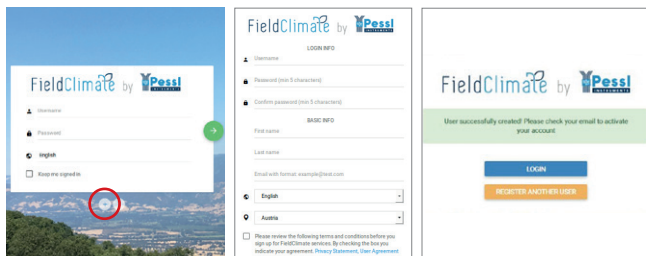 FieldClimate by Pessl
INSTRUMENTS
Username
Password
English
Keep me signed in
FieldClimate by Pessl
INSTRUMENTS
LOGIN INFO
Username
Password (min 5 characters)
Confirm password (min 5 characters)
BASIC INFO
First name
Last name
Email with format: example@test.com
English
Austria
Please review the following terms and conditions before you
sign up for FieldClimate services. By checking the box you
indicate your agreement. Privacy Statement, User Agreement
FieldClimate by Pessl
INSTRUMENTS
User successfully created! Please check your email to activate
your account
LOGIN
REGISTER ANOTHER USER